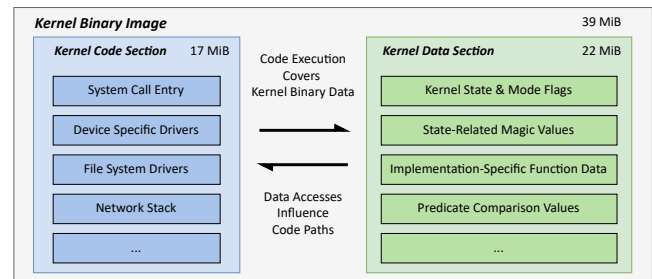 Kernel Binary Image
39 MiB
Kernel Code Section
17 MiB
System Call Entry
Device Specific Drivers
File System Drivers
Network Stack
...
Code Execution
Covers
Kernel Binary Data
Data Accesses
Influence
Code Paths
Kernel Data Section
22 MiB
Kernel State & Mode Flags
State-Related Magic Values
Implementation-Specific Function Data
Predicate Comparison Values
...